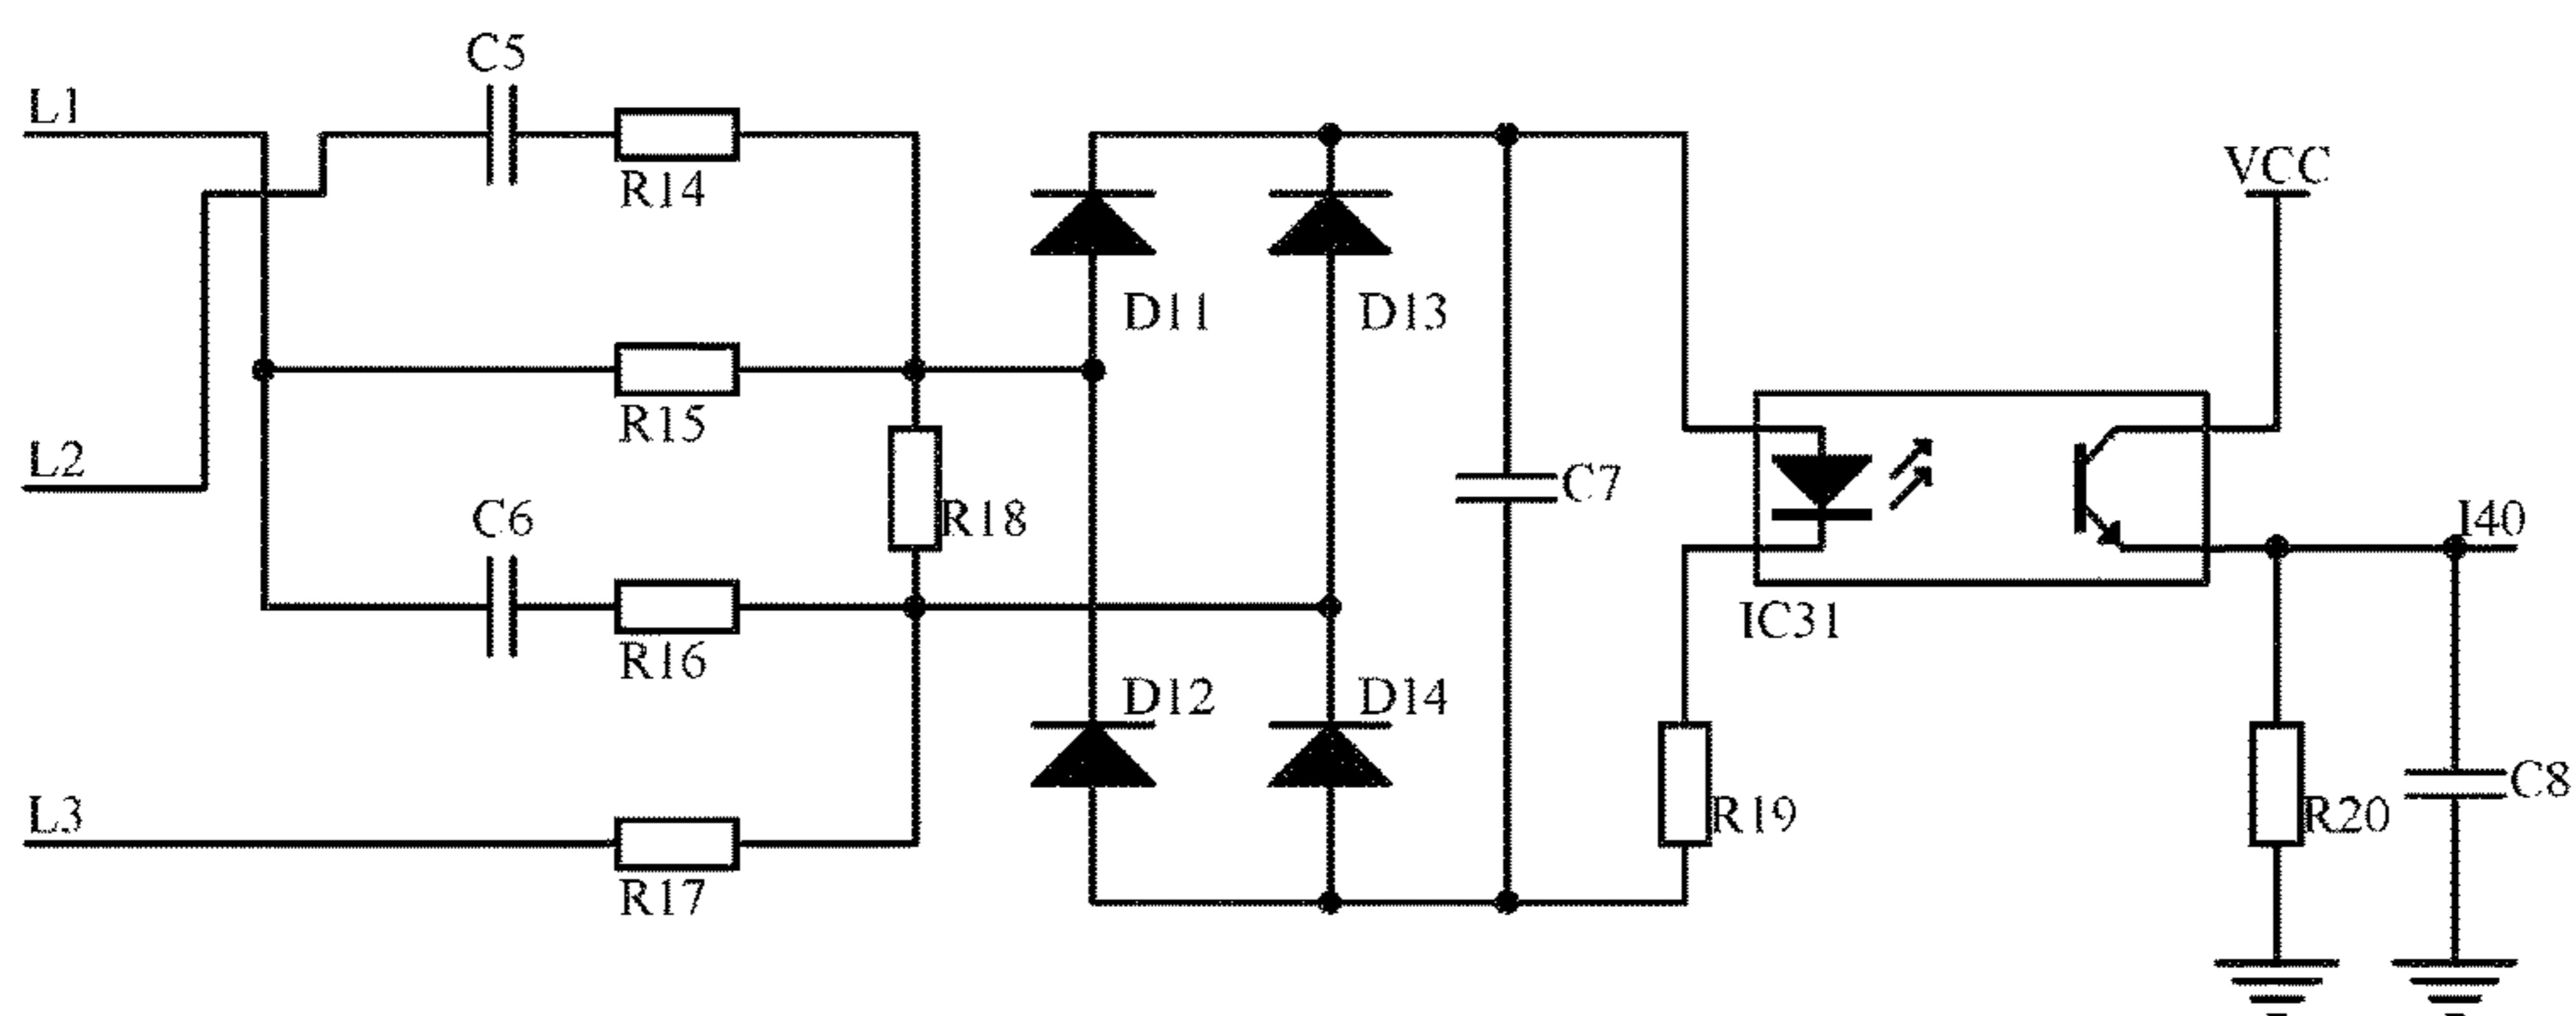 C5
L1
R14
VCC
D11
D13
R15
L2
C7
C6
R18
I40
IC31
R16
D12
D14
L3
R19
R20
C8
R17